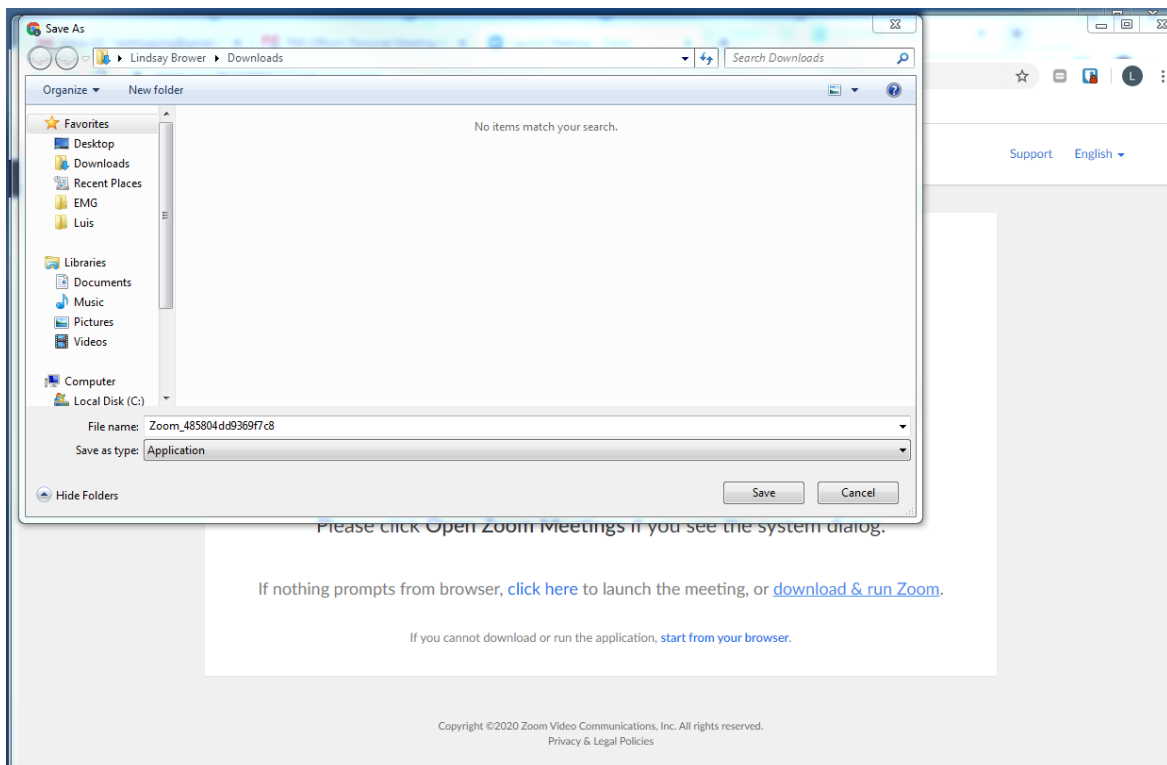 Save As
Lindsay Brower Downloads
Search Downloads
Organize New folder
Favorites
Desktop
Downloads
Recent Places
EMG
Luis
Libraries
Documents
Music
Pictures
Videos
Computer
Local Disk (C:)
No items match your search.
L
Support English
File name: Zoom_485804dd9369f7c8
Save as type: Application
Hide Folders
Save Cancel
Please click Open Zoom Meetings if you see the system dialog.
If nothing prompts from browser, click here to launch the meeting, or download & run Zoom.
If you cannot download or run the application, start from your browser.
Copyright ©2020 Zoom Video Communications, Inc. All rights reserved.
Privacy & Legal Policies